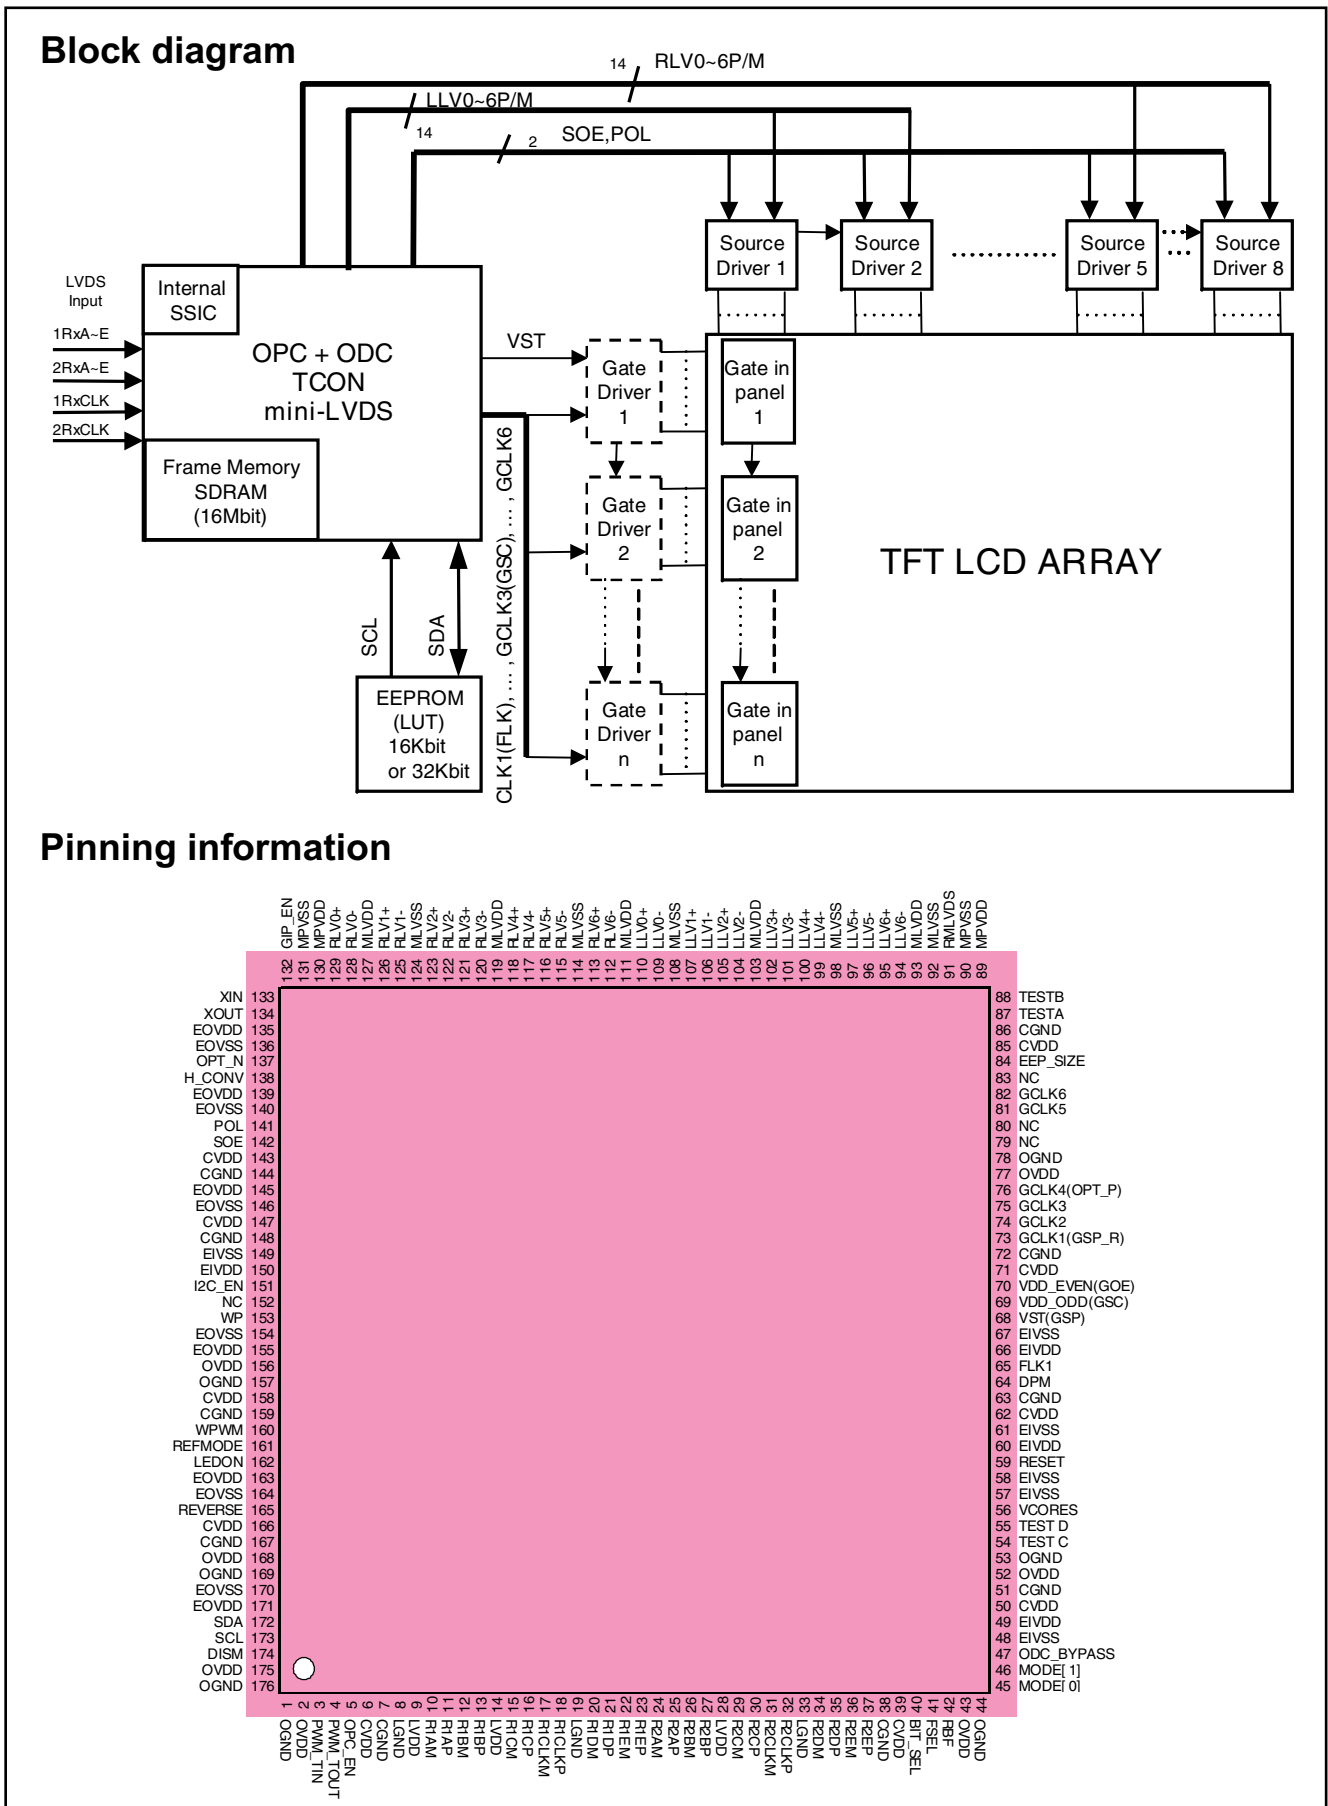 Block diagram
14 RLV0~6P/M
LLV0~6P/M
14
2 SOE,POL
Source Driver 1
Source Driver 2
Source Driver 5
Source Driver 8
LVDS
Input
1RxA~E
2RxA~E
1RxCLK
2RxCLK
Internal
SSIC
OPC + ODC
TCON
mini-LVDS
Frame Memory
SDRAM
(16Mbit)
VST
CLK1(FLK), ... , GCLK3(GSC), ... , GCLK6
Gate
Driver
1
Gate in
panel
1
Gate
Driver
2
Gate in
panel
2
Gate
Driver
n
Gate in
panel
n
TFT LCD ARRAY
SCL
SDA
EEPROM
(LUT)
16Kbit
or 32Kbit
Pinning information
GIP_EN 132
MPVSS 131
MPVDD 130
RLV0+ 129
RLV0- 128
MLVDD 127
RLV1+ 126
RLV1- 125
MLVSS 124
RLV2+ 123
RLV2- 122
RLV3+ 121
RLV3- 120
MLVDD 119
RLV4+ 118
RLV4- 117
RLV5+ 116
RLV5- 115
MLVSS 114
RLV6+ 113
RLV6- 112
MLVDD 111
LLV0+ 110
LLV0- 109
MLVSS 108
LLV1+ 107
LLV1- 106
LLV2+ 105
LLV2- 104
MLVDD 103
LLV3+ 102
LLV3- 101
LLV4+ 100
LLV4- 99
MLVSS 98
LLV5+ 97
LLV5- 96
LLV6+ 95
LLV6- 94
MLVDD 93
MLVSS 92
RMLVDS 91
MPVSS 90
MPVDD 89
XIN 133
XOUT 134
EOVDD 135
EOVSS 136
OPT_N 137
H_CONV 138
EOVDD 139
EOVSS 140
POL 141
SOE 142
CVDD 143
CGND 144
EOVDD 145
EOVSS 146
CVDD 147
CGND 148
EIVSS 149
EIVDD 150
I2C_EN 151
NC 152
WP 153
EOVSS 154
EOVDD 155
OVDD 156
OGND 157
CVDD 158
CGND 159
WPWM 160
REFMODE 161
LEDON 162
EOVDD 163
EOVSS 164
REVERSE 165
CVDD 166
CGND 167
OVDD 168
OGND 169
EOVSS 170
EOVDD 171
SDA 172
SCL 173
DISM 174
OVDD 175
OGND 176
88 TESTB
87 TESTA
86 CGND
85 CVDD
84 EEP_SIZE
83 NC
82 GCLK6
81 GCLK5
80 NC
79 NC
78 OGND
77 OVDD
76 GCLK4(OPT_P)
75 GCLK3
74 GCLK2
73 GCLK1(GSP_R)
72 CGND
71 CVDD
70 VDD_EVEN(GOE)
69 VDD_ODD(GSC)
68 VST(GSP)
67 EIVSS
66 EIVDD
65 FLK1
64 DPM
63 CGND
62 CVDD
61 EIVSS
60 EIVDD
59 RESET
58 EIVSS
57 EIVSS
56 VCORES
55 TEST D
54 TEST C
53 OGND
52 OVDD
51 CGND
50 CVDD
49 EIVDD
48 EIVSS
47 ODC_BYPASS
46 MODE[ 1]
45 MODE[ 0]
1 OGND
2 OVDD
3 PWM_TIN
4 PWM_TOUT
5 OPC_EN
6 CVDD
7 CGND
8 LGND
9 LVDD
10 R1AM
11 R1AP
12 R1BM
13 R1BP
14 LVDD
15 R1CM
16 R1CP
17 R1CLKM
18 R1CLKP
19 LGND
20 R1DM
21 R1DP
22 R1EM
23 R1EP
24 R2AM
25 R2AP
26 R2BM
27 R2BP
28 LVDD
29 R2CM
30 R2CP
31 R2CLKM
32 R2CLKP
33 LGND
34 R2DM
35 R2DP
36 R2EM
37 R2EP
38 CGND
39 CVDD
40 BIT_SEL
41 FSEL
42 RBF
43 OVDD
44 OGND